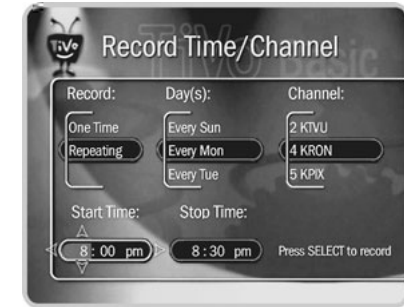 TiVo
Record Time/Channel
Record: Day(s): Channel:
One Time Every Sun 2 KTVU
Repeating Every Mon 4 KRON
Every Tue 5 KPIX
Start Time: Stop Time:
8 : 00 pm 8 : 30 pm Press SELECT to record
TiVo Basic